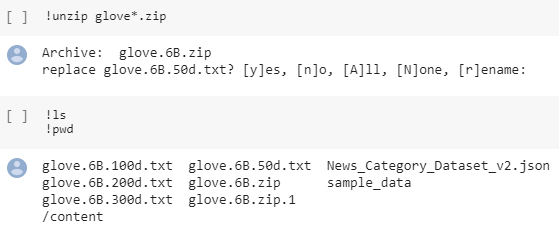 [ ] !unzip glove*.zip
Archive:  glove.6B.zip
replace glove.6B.50d.txt? [y]es, [n]o, [A]ll, [N]one, [r]ename:
[ ] !ls
!pwd
glove.6B.100d.txt  glove.6B.50d.txt  News_Category_Dataset_v2.json
glove.6B.200d.txt  glove.6B.zip      sample_data
glove.6B.300d.txt  glove.6B.zip.1
/content